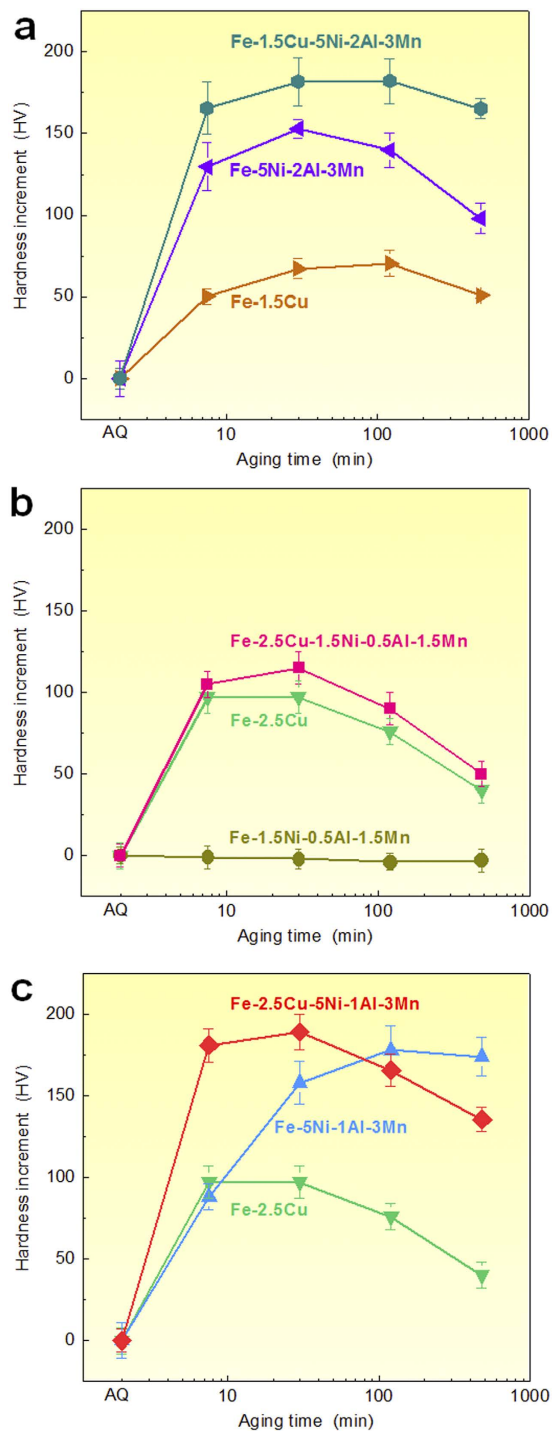 a
Fe-1.5Cu-5Ni-2Al-3Mn
200
150
Fe-5Ni-2Al-3Mn
100
Fe-1.5Cu
50
0
Hardness increment (HV)
AQ 10 100 1000
Aging time (min)
b
200
150
Fe-2.5Cu-1.5Ni-0.5Al-1.5Mn
100
Fe-2.5Cu
50
Fe-1.5Ni-0.5Al-1.5Mn
0
Hardness increment (HV)
AQ 10 100 1000
Aging time (min)
c
Fe-2.5Cu-5Ni-1Al-3Mn
200
150
Fe-5Ni-1Al-3Mn
100
Fe-2.5Cu
50
0
Hardness increment (HV)
AQ 10 100 1000
Aging time (min)